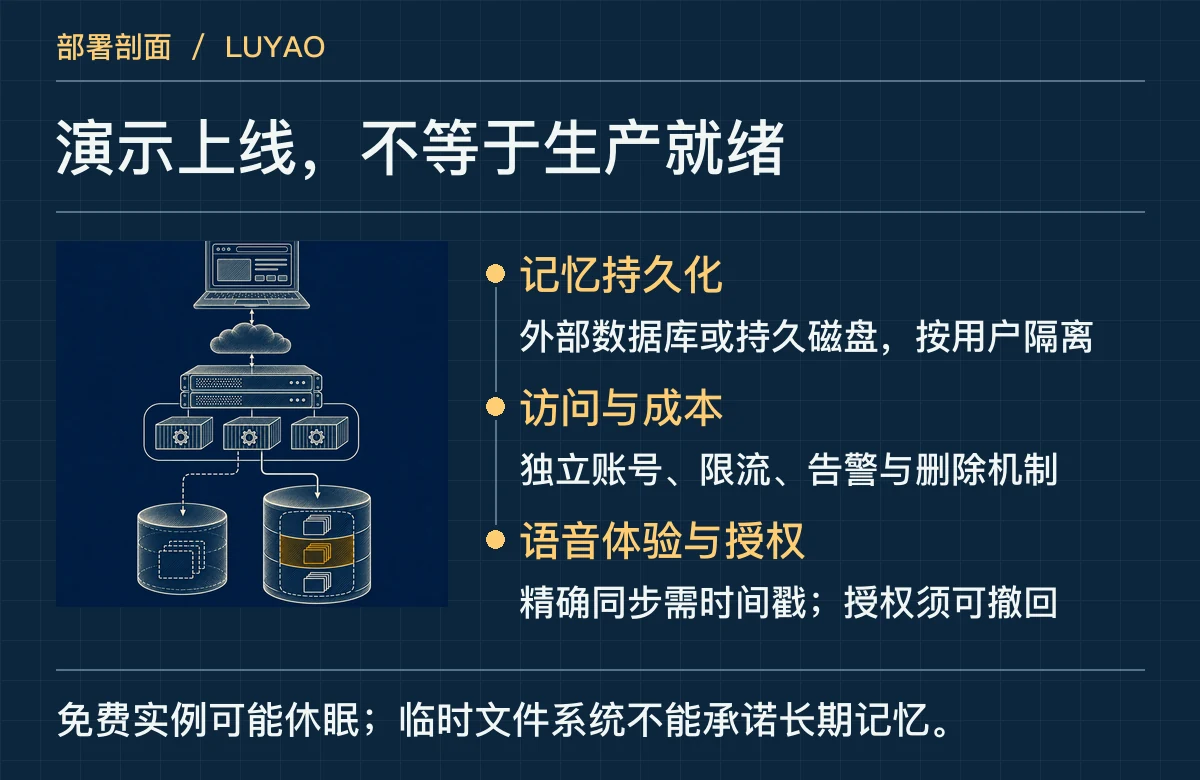 部署剖面 / LUYAO
演示上线，不等于生产就绪
记忆持久化
外部数据库或持久磁盘，按用户隔离
访问与成本
独立账号、限流、告警与删除机制
语音体验与授权
精确同步需时间戳；授权须可撤回
免费实例可能休眠；临时文件系统不能承诺长期记忆。